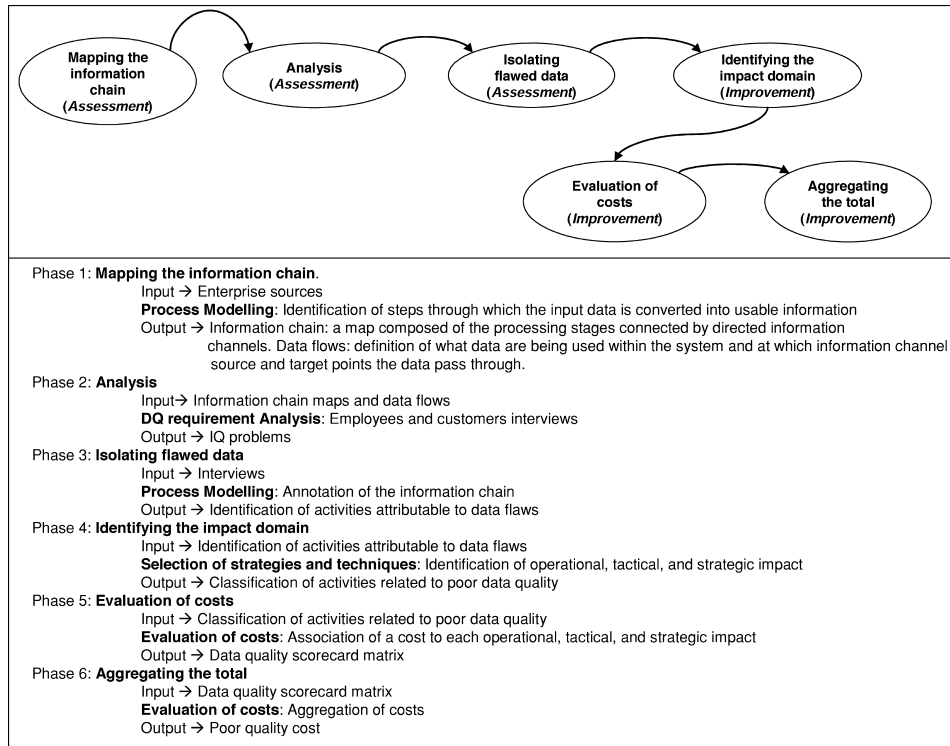 Mapping the
information
chain
(Assessment)
Analysis
(Assessment)
Isolating
flawed data
(Assessment)
Identifying the
impact domain
(Improvement)
Evaluation of
costs
(Improvement)
Aggregating
the total
(Improvement)
Phase 1: Mapping the information chain.
Input → Enterprise sources
Process Modelling: Identification of steps through which the input data is converted into usable information
Output → Information chain: a map composed of the processing stages connected by directed information
channels. Data flows: definition of what data are being used within the system and at which information channel
source and target points the data pass through.
Phase 2: Analysis
Input→ Information chain maps and data flows
DQ requirement Analysis: Employees and customers interviews
Output → IQ problems
Phase 3: Isolating flawed data
Input → Interviews
Process Modelling: Annotation of the information chain
Output → Identification of activities attributable to data flaws
Phase 4: Identifying the impact domain
Input → Identification of activities attributable to data flaws
Selection of strategies and techniques: Identification of operational, tactical, and strategic impact
Output → Classification of activities related to poor data quality
Phase 5: Evaluation of costs
Input → Classification of activities related to poor data quality
Evaluation of costs: Association of a cost to each operational, tactical, and strategic impact
Output → Data quality scorecard matrix
Phase 6: Aggregating the total
Input → Data quality scorecard matrix
Evaluation of costs: Aggregation of costs
Output → Poor quality cost